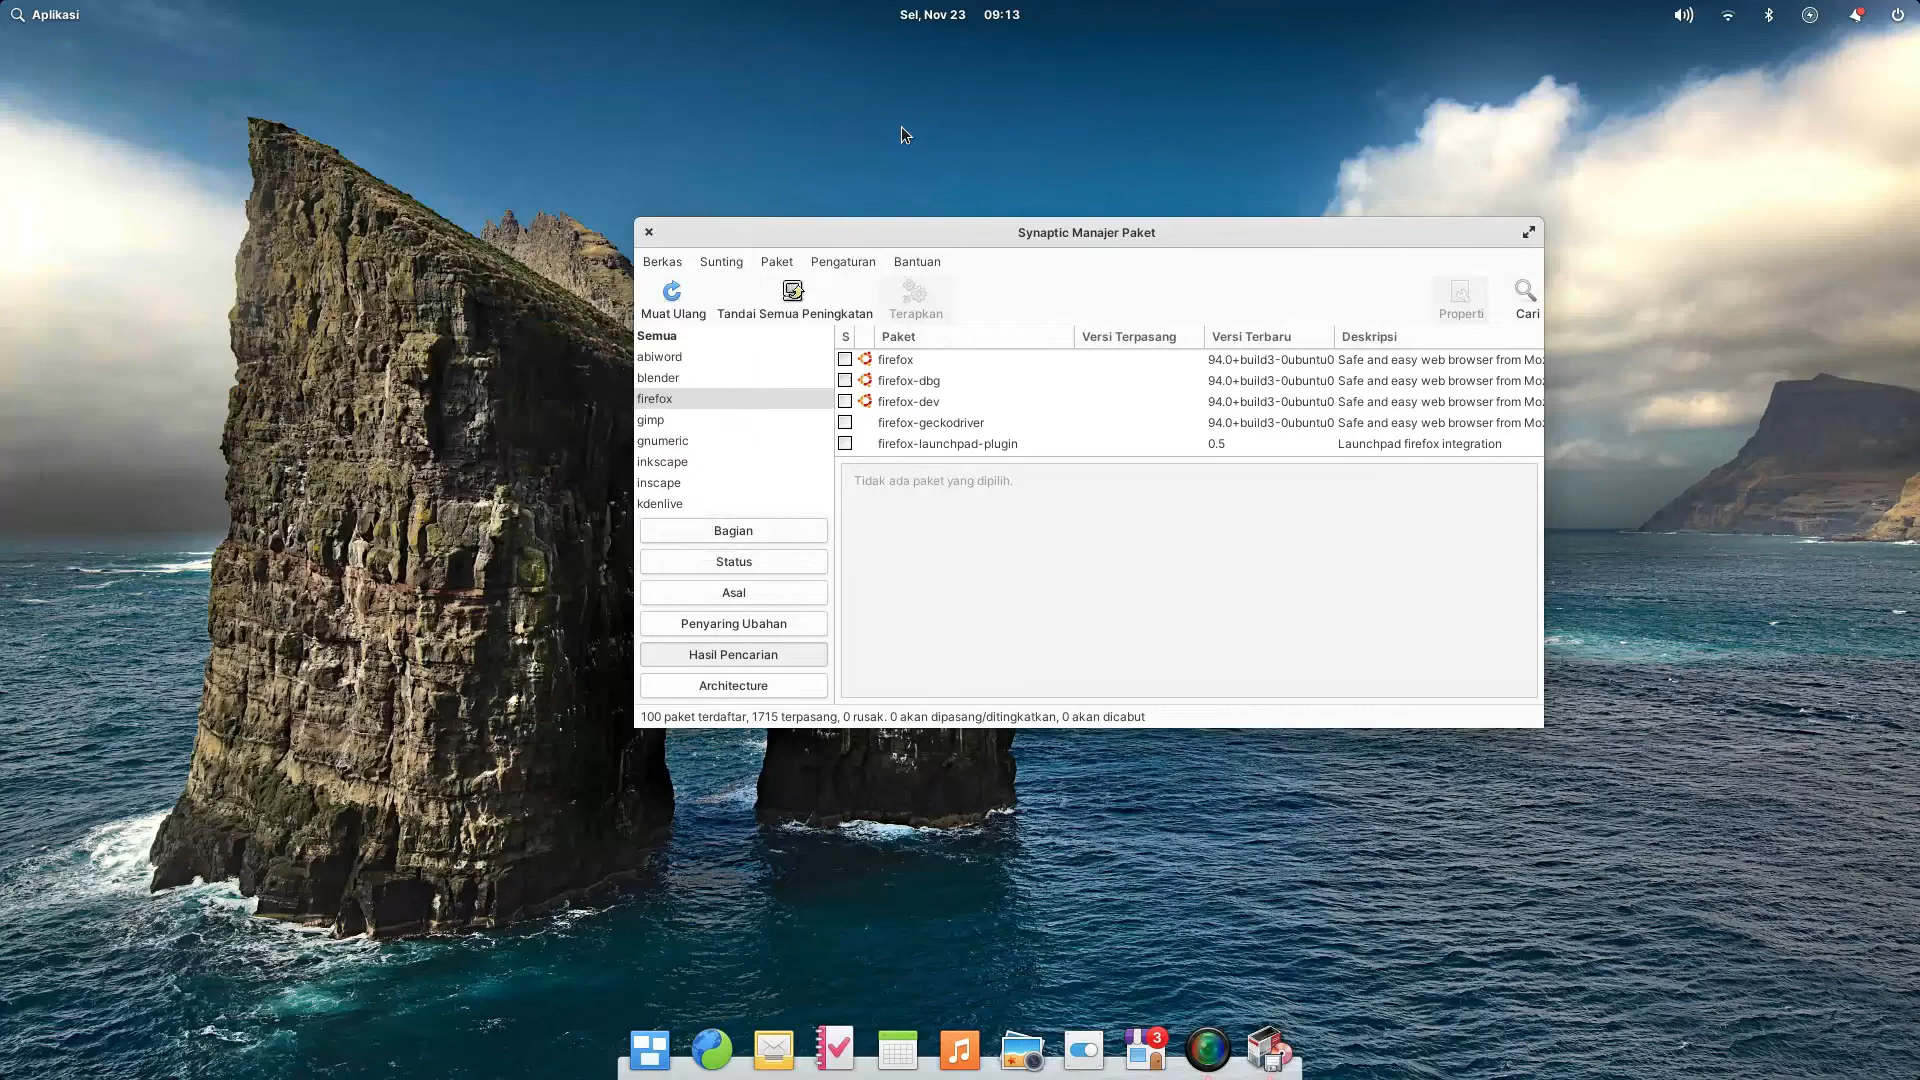 Aplikasi
Sel, Nov 23 09:13
Synaptic Manajer Paket
Berkas Sunting Paket Pengaturan Bantuan
Muat Ulang Tandai Semua Peningkatan Terapkan Properti Cari
Semua
abiword
blender
firefox
gimp
gnumeric
inkscape
inscape
kdenlive
Bagian
Status
Asal
Penyaring Ubahan
Hasil Pencarian
Architecture
S Paket Versi Terpasang Versi Terbaru Deskripsi
firefox 94.0+build3-0ubuntu0 Safe and easy web browser from Moz
firefox-dbg 94.0+build3-0ubuntu0 Safe and easy web browser from Moz
firefox-dev 94.0+build3-0ubuntu0 Safe and easy web browser from Moz
firefox-geckodriver 94.0+build3-0ubuntu0 Safe and easy web browser from Moz
firefox-launchpad-plugin 0.5 Launchpad firefox integration
Tidak ada paket yang dipilih.
100 paket terdaftar, 1715 terpasang, 0 rusak. 0 akan dipasang/ditingkatkan, 0 akan dicabut
3